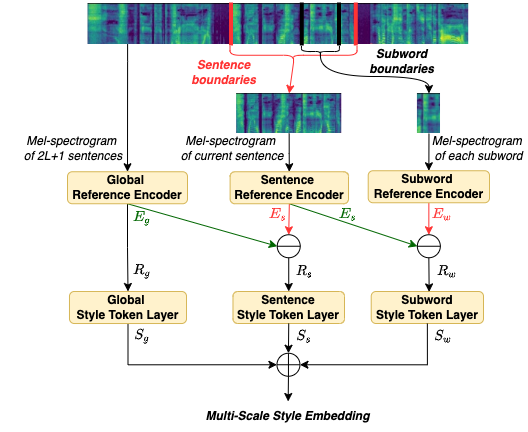 Sentence
boundaries
Subword
boundaries
Mel-spectrogram
of 2L+1 sentences
Mel-spectrogram
of current sentence
Mel-spectrogram
of each subword
Global
Reference Encoder
Sentence
Reference Encoder
Subword
Reference Encoder
E_g
E_s
E_s
E_w
R_g
R_s
R_w
Global
Style Token Layer
Sentence
Style Token Layer
Subword
Style Token Layer
S_g
S_s
S_w
Multi-Scale Style Embedding